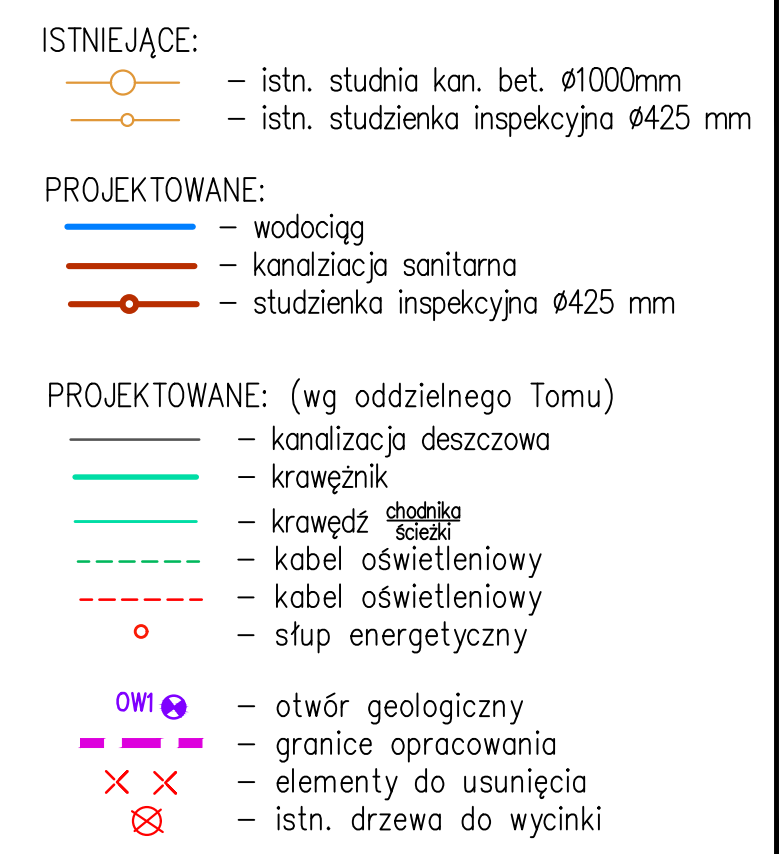 ISTNIEJĄCE:
– istn. studnia kan. bet. Ø1000mm
– istn. studzienka inspekcyjna Ø425 mm
PROJEKTOWANE:
– wodociąg
– kanalziacja sanitarna
– studzienka inspekcyjna Ø425 mm
PROJEKTOWANE: (wg oddzielnego Tomu)
– kanalizacja deszczowa
– krawężnik
– krawędź chodnika
ścieżki
– kabel oświetleniowy
– kabel oświetleniowy
– słup energetyczny
OW1 – otwór geologiczny
– granice opracowania
– elementy do usunięcia
– istn. drzewa do wycinki